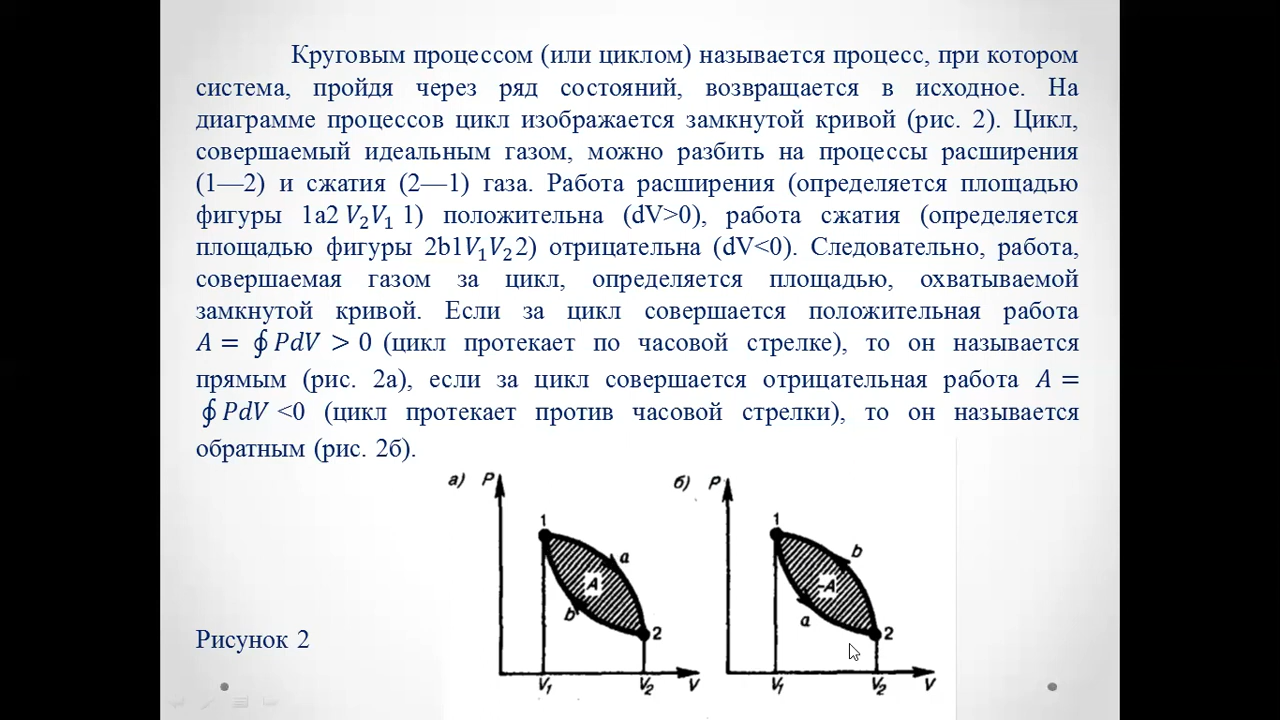 Круговым процессом (или циклом) называется процесс, при котором
система, пройдя через ряд состояний, возвращается в исходное. На
диаграмме процессов цикл изображается замкнутой кривой (рис. 2). Цикл,
совершаемый идеальным газом, можно разбить на процессы расширения
(1—2) и сжатия (2—1) газа. Работа расширения (определяется площадью
фигуры 1a2 V₂V₁ 1) положительна (dV>0), работа сжатия (определяется
площадью фигуры 2b1V₁V₂2) отрицательна (dV<0). Следовательно, работа,
совершаемая газом за цикл, определяется площадью, охватываемой
замкнутой кривой. Если за цикл совершается положительная работа
A = ∮ PdV > 0 (цикл протекает по часовой стрелке), то он называется
прямым (рис. 2а), если за цикл совершается отрицательная работа A =
∮ PdV <0 (цикл протекает против часовой стрелки), то он называется
обратным (рис. 2б).
а) P
1
a
A
b
2
V₁ V₂ V
б) P
1
b
-A
a
2
V₁ V₂ V
Рисунок 2